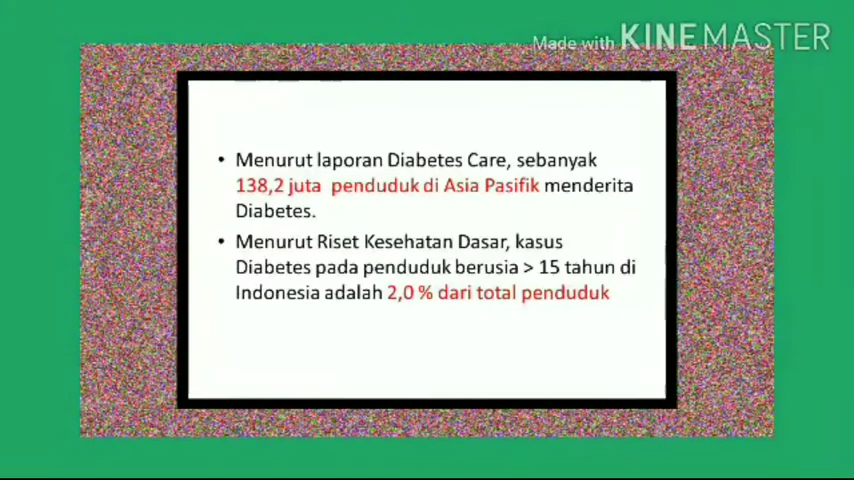 Made with KINEMASTER
• Menurut laporan Diabetes Care, sebanyak
138,2 juta penduduk di Asia Pasifik menderita
Diabetes.
• Menurut Riset Kesehatan Dasar, kasus
Diabetes pada penduduk berusia > 15 tahun di
Indonesia adalah 2,0 % dari total penduduk